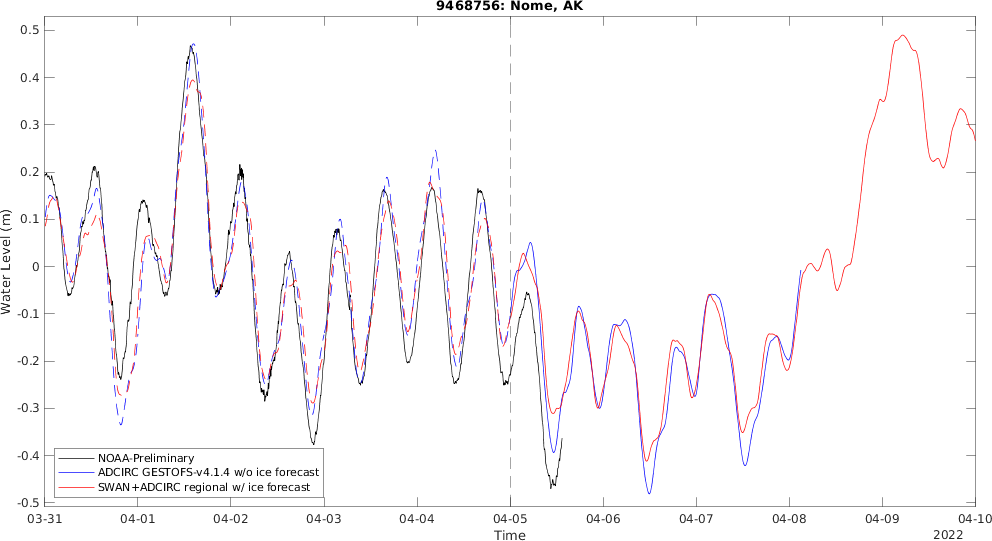 9468756: Nome, AK
Water Level (m)
0.5
0.4
0.3
0.2
0.1
0
-0.1
-0.2
-0.3
-0.4
-0.5
NOAA-Preliminary
ADCIRC GESTOFS-v4.1.4 w/o ice forecast
SWAN+ADCIRC regional w/ ice forecast
03-31 04-01 04-02 04-03 04-04 04-05 04-06 04-07 04-08 04-09 04-10
Time
2022